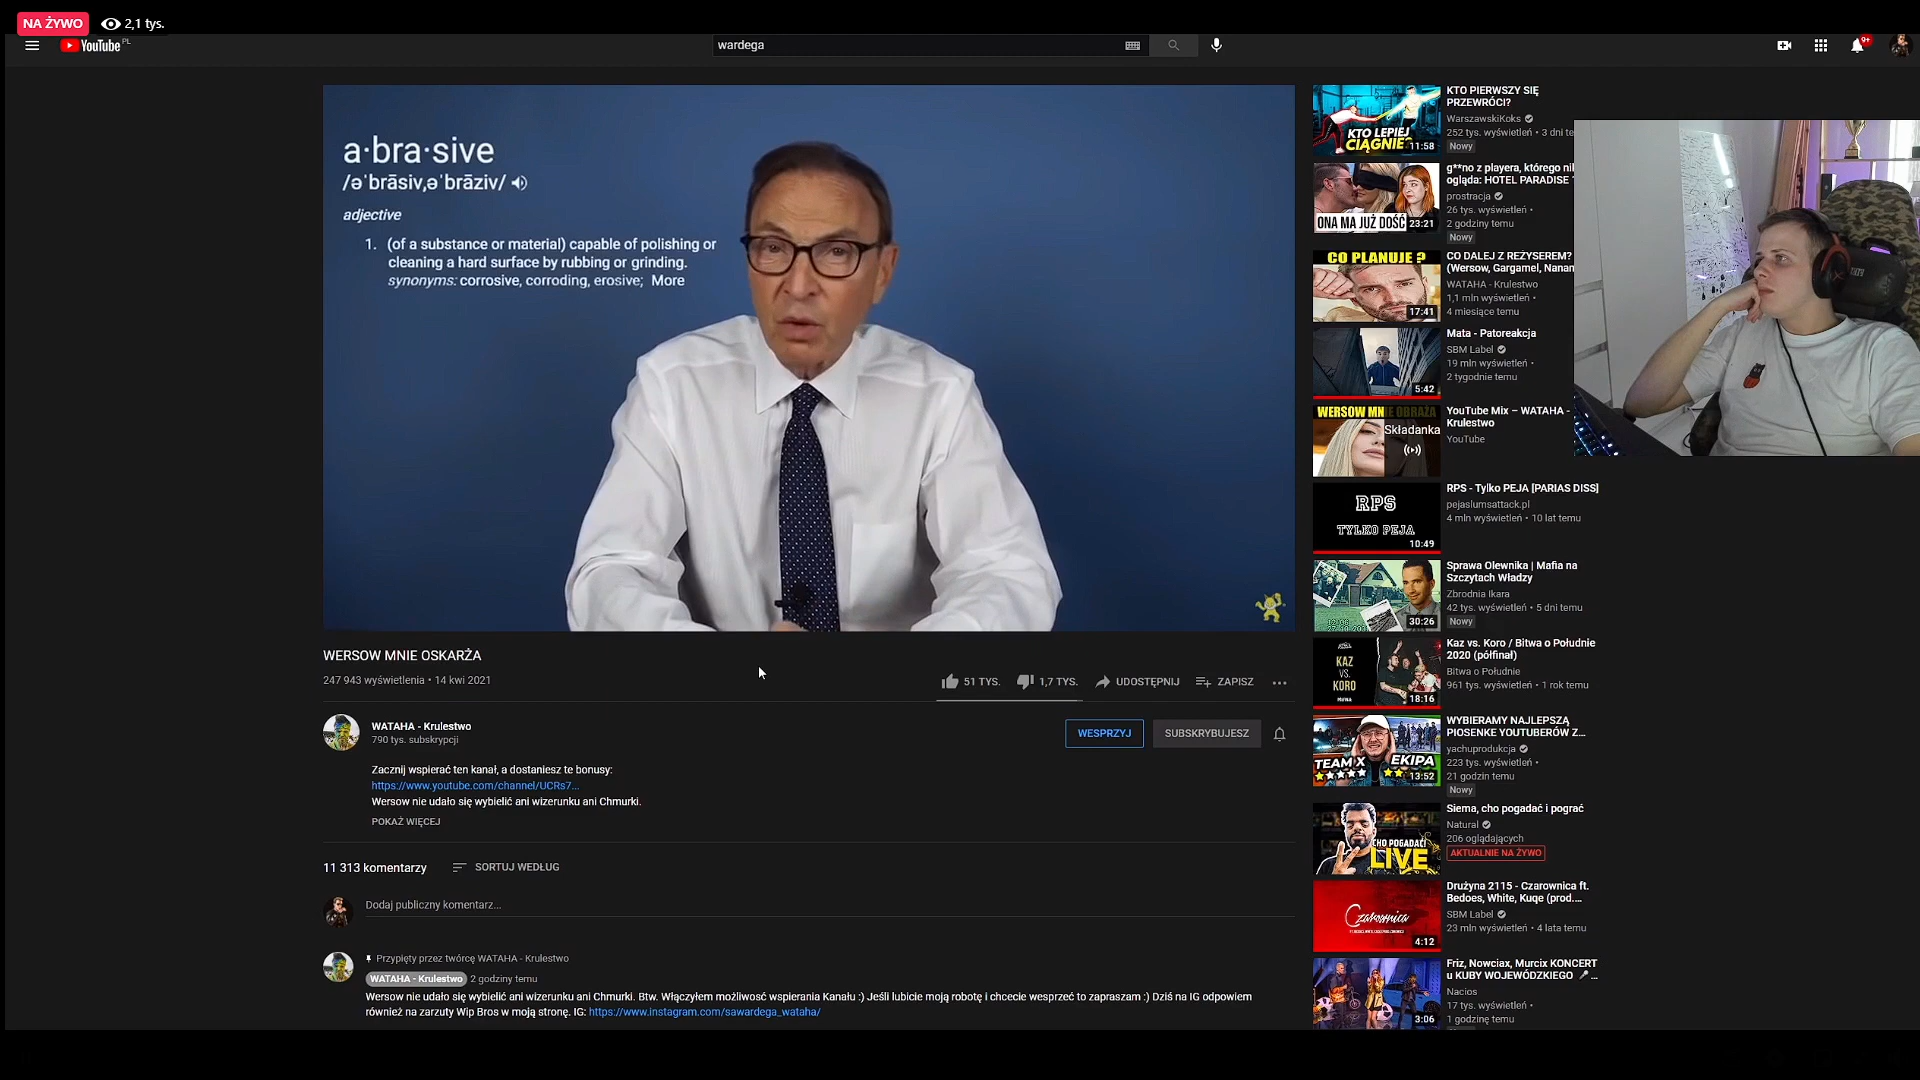 NA ŻYWO
2,1 tys.
YouTube PL
wardega
9+
a·bra·sive
/əˈbrāsiv,əˈbrāziv/
adjective
1. (of a substance or material) capable of polishing or
cleaning a hard surface by rubbing or grinding.
synonyms: corrosive, corroding, erosive; More
WERSOW MNIE OSKARŻA
247 943 wyświetlenia • 14 kwi 2021
51 TYS.
1,7 TYS.
UDOSTĘPNIJ
ZAPISZ
WATAHA - Krulestwo
790 tys. subskrypcji
WESPRZYJ
SUBSKRYBUJESZ
Zacznij wspierać ten kanał, a dostaniesz te bonusy:
https://www.youtube.com/channel/UCRs7...
Wersow nie udało się wybielić ani wizerunku ani Chmurki.
POKAŻ WIĘCEJ
11 313 komentarzy
SORTUJ WEDŁUG
Dodaj publiczny komentarz...
Przypięty przez twórcę WATAHA - Krulestwo
WATAHA - Krulestwo 2 godziny temu
Wersow nie udało się wybielić ani wizerunku ani Chmurki. Btw. Włączyłem możliwosć wspierania Kanału :) Jeśli lubicie moją robotę i chcecie wesprzeć to zapraszam :) Dziś na IG odpowiem
również na zarzuty Wip Bros w moją stronę. IG: https://www.instagram.com/sawardega_wataha/
KTO LEPIEJ
CIĄGNIE?
11:58
KTO PIERWSZY SIĘ
PRZEWRÓCI?
WarszawskiKoks
252 tys. wyświetleń • 3 dni te
Nowy
ONA MA JUŻ DOŚĆ
23:21
g**no z playera, którego nik
ogląda: HOTEL PARADISE
prostracja
26 tys. wyświetleń •
2 godziny temu
Nowy
CO PLANUJE ?
17:41
CO DALEJ Z REŻYSEREM?
(Wersow, Gargamel, Nanan
WATAHA - Krulestwo
1,1 mln wyświetleń •
4 miesiące temu
5:42
Mata - Patoreakcja
SBM Label
19 mln wyświetleń •
2 tygodnie temu
WERSOW MNIE OBRAŻA
Składanka
YouTube Mix – WATAHA -
Krulestwo
YouTube
RPS
TYLKO PEJA
10:49
RPS - Tylko PEJA [PARIAS DISS]
pejaslumsattack.pl
4 mln wyświetleń • 10 lat temu
30:26
Sprawa Olewnika | Mafia na
Szczytach Władzy
Zbrodnia Ikara
42 tys. wyświetleń • 5 dni temu
Nowy
KAZ
VS.
KORO
18:16
Kaz vs. Koro / Bitwa o Południe
2020 (półfinał)
Bitwa o Południe
961 tys. wyświetleń • 1 rok temu
TEAM X
EKIPA
13:52
WYBIERAMY NAJLEPSZĄ
PIOSENKE YOUTUBERÓW Z...
yachuprodukcja
223 tys. wyświetleń •
21 godzin temu
Nowy
CHO POGADAĆ!
LIVE
Siema, cho pogadać i pograć
Natural
206 oglądających
AKTUALNIE NA ŻYWO
Czarownica
4:12
Drużyna 2115 - Czarownica ft.
Bedoes, White, Kuqe (prod....
SBM Label
23 mln wyświetleń • 4 lata temu
3:06
Friz, Nowciax, Murcix KONCERT
u KUBY WOJEWÓDZKIEGO 🎤...
Nacios
17 tys. wyświetleń •
1 godzinę temu